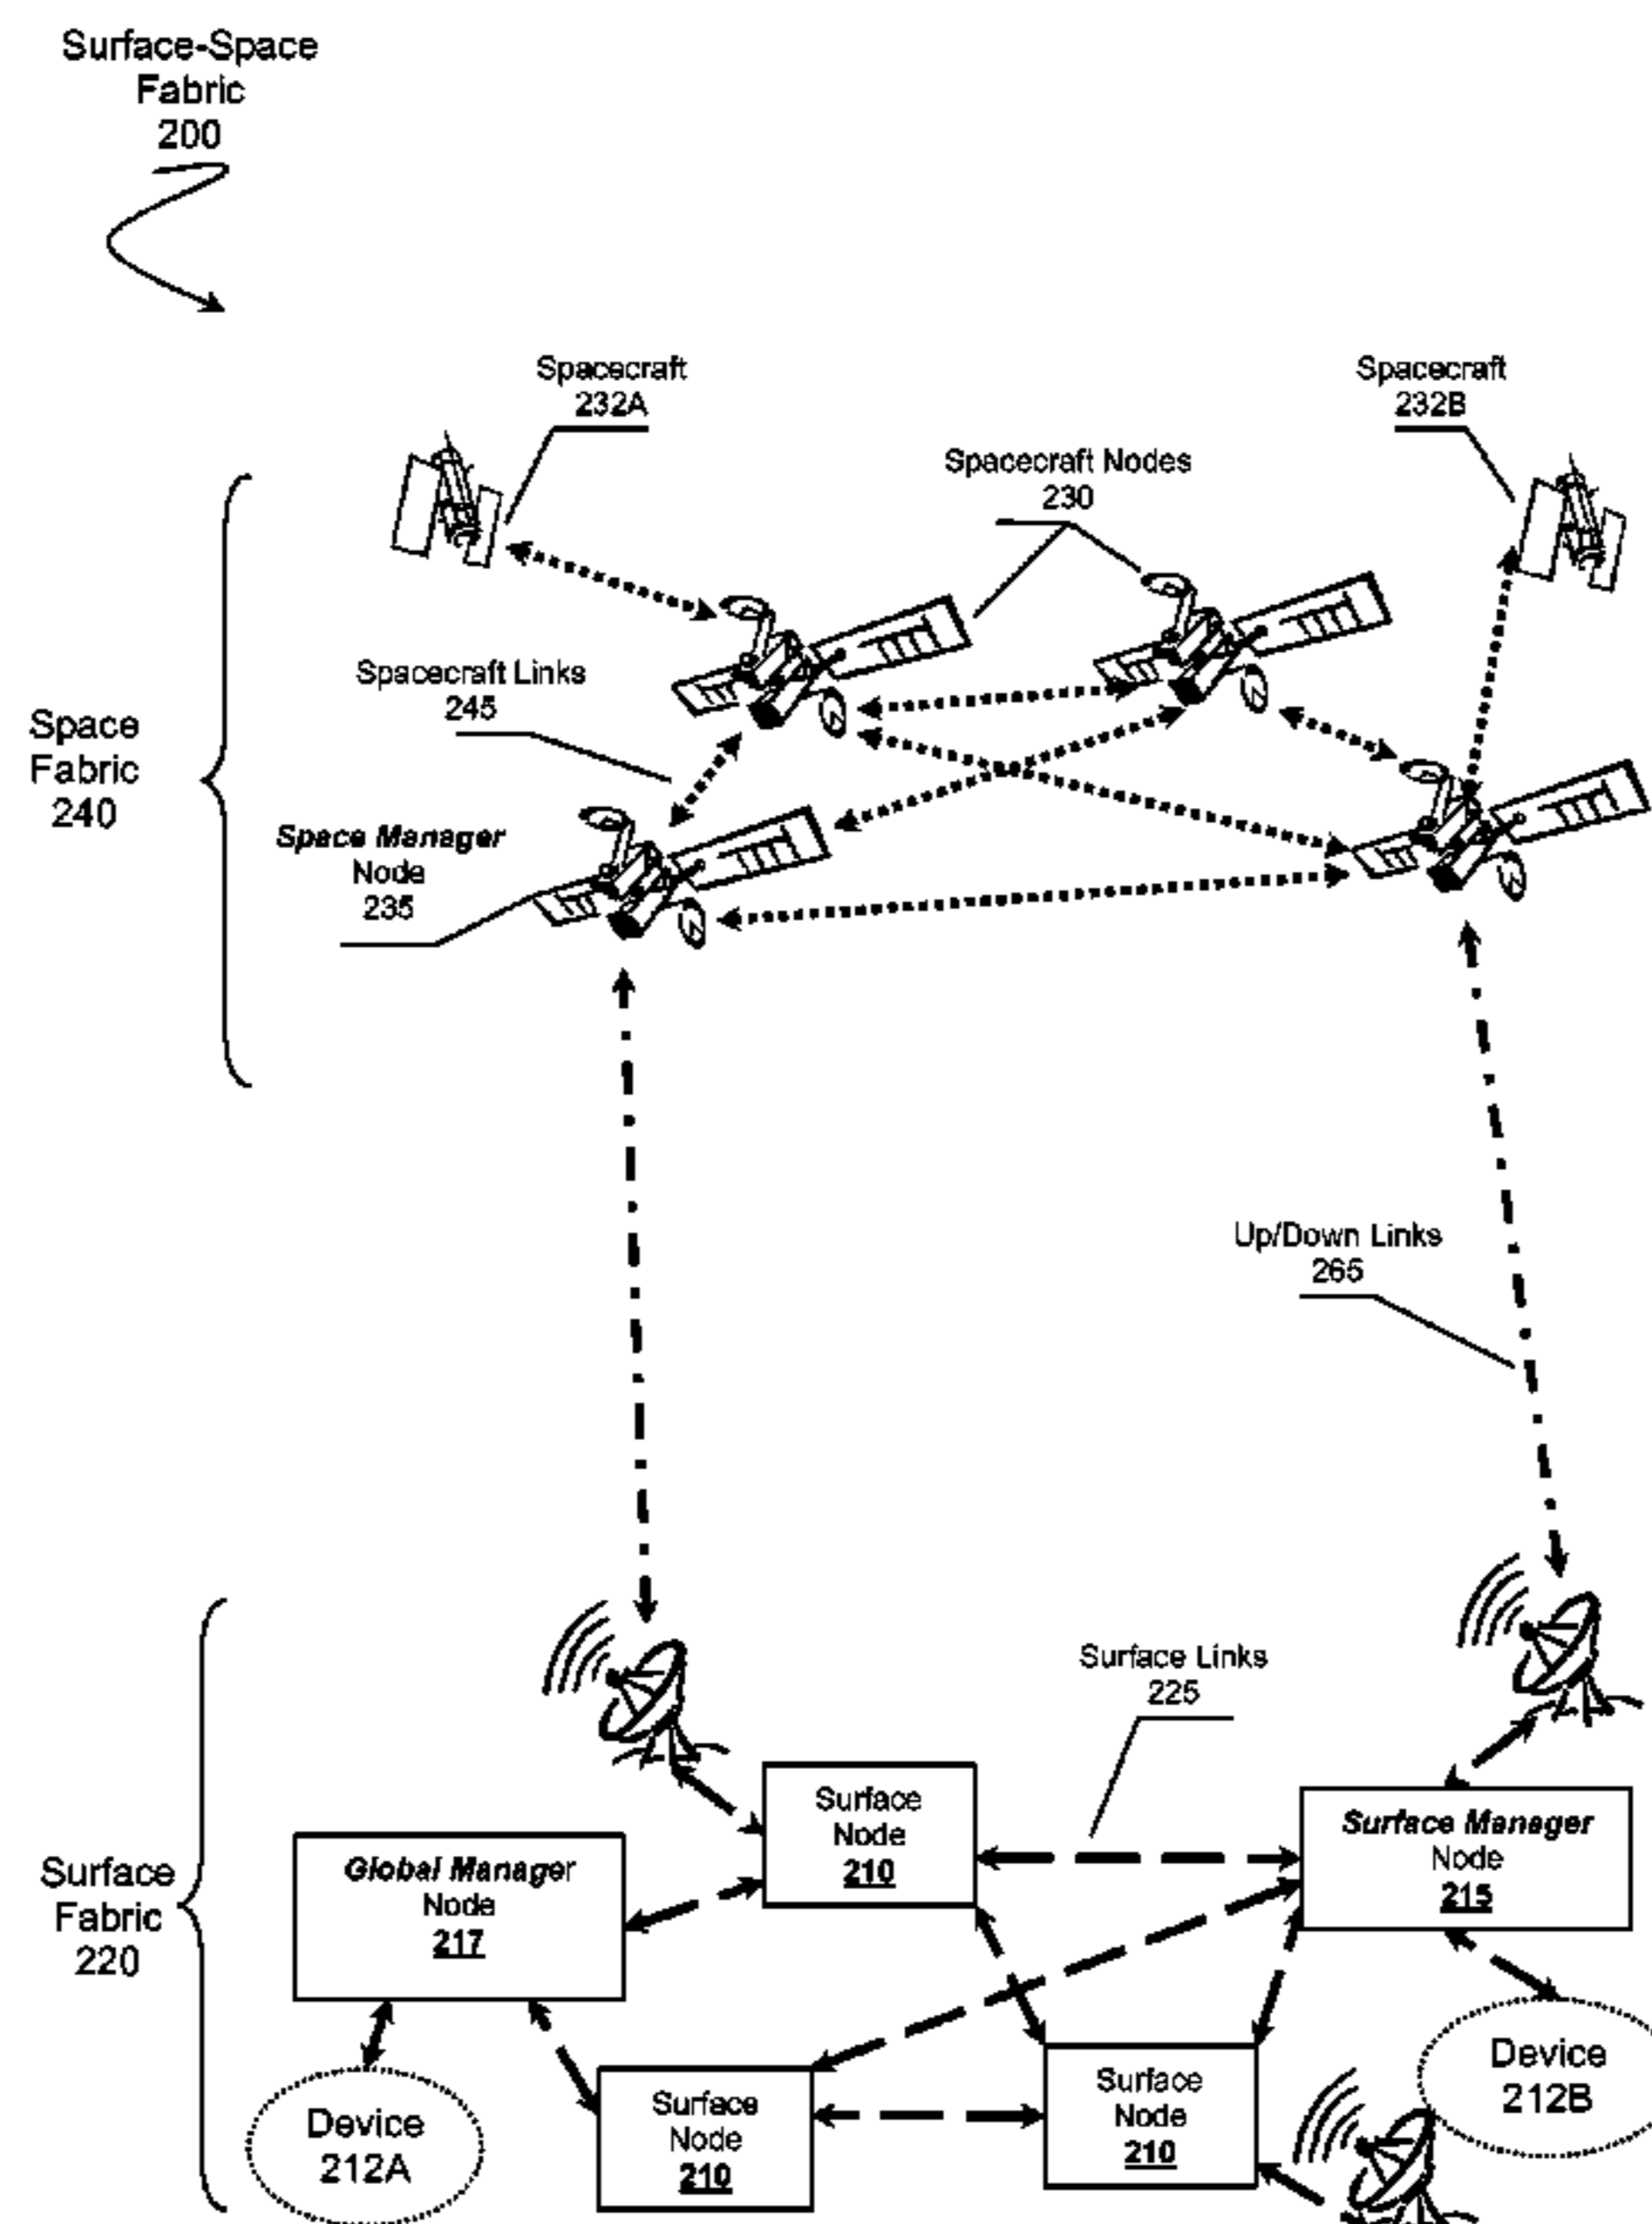 Surface-Space
Fabric
200
Spacecraft
232A
Spacecraft
232B
Spacecraft Nodes
230
Spacecraft Links
245
Space
Fabric
240
Space Manager
Node
235
Up/Down Links
265
Surface Links
225
Surface
Fabric
220
Surface
Node
210
Surface Manager
Node
215
Global Manager
Node
217
Device
212A
Surface
Node
210
Surface
Node
210
Device
212B